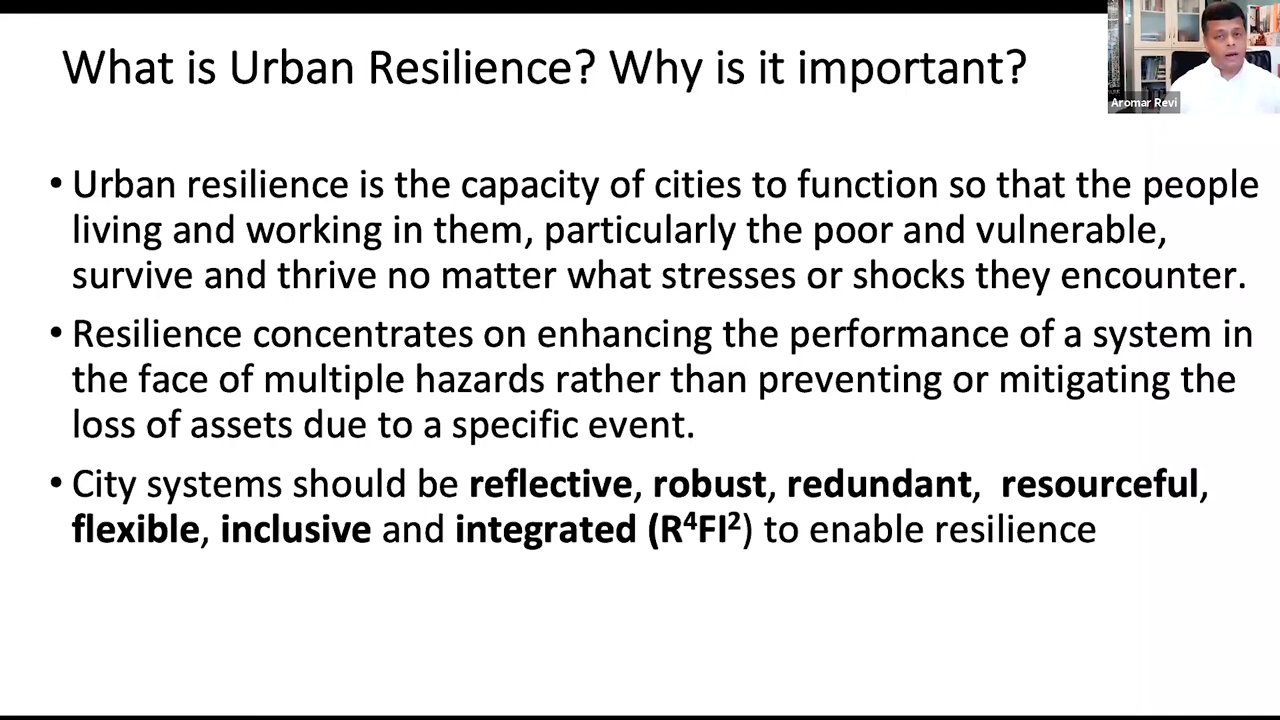 What is Urban Resilience? Why is it important?
Aromar Revi
• Urban resilience is the capacity of cities to function so that the people
living and working in them, particularly the poor and vulnerable,
survive and thrive no matter what stresses or shocks they encounter.
• Resilience concentrates on enhancing the performance of a system in
the face of multiple hazards rather than preventing or mitigating the
loss of assets due to a specific event.
• City systems should be reflective, robust, redundant, resourceful,
flexible, inclusive and integrated (R⁴FI²) to enable resilience